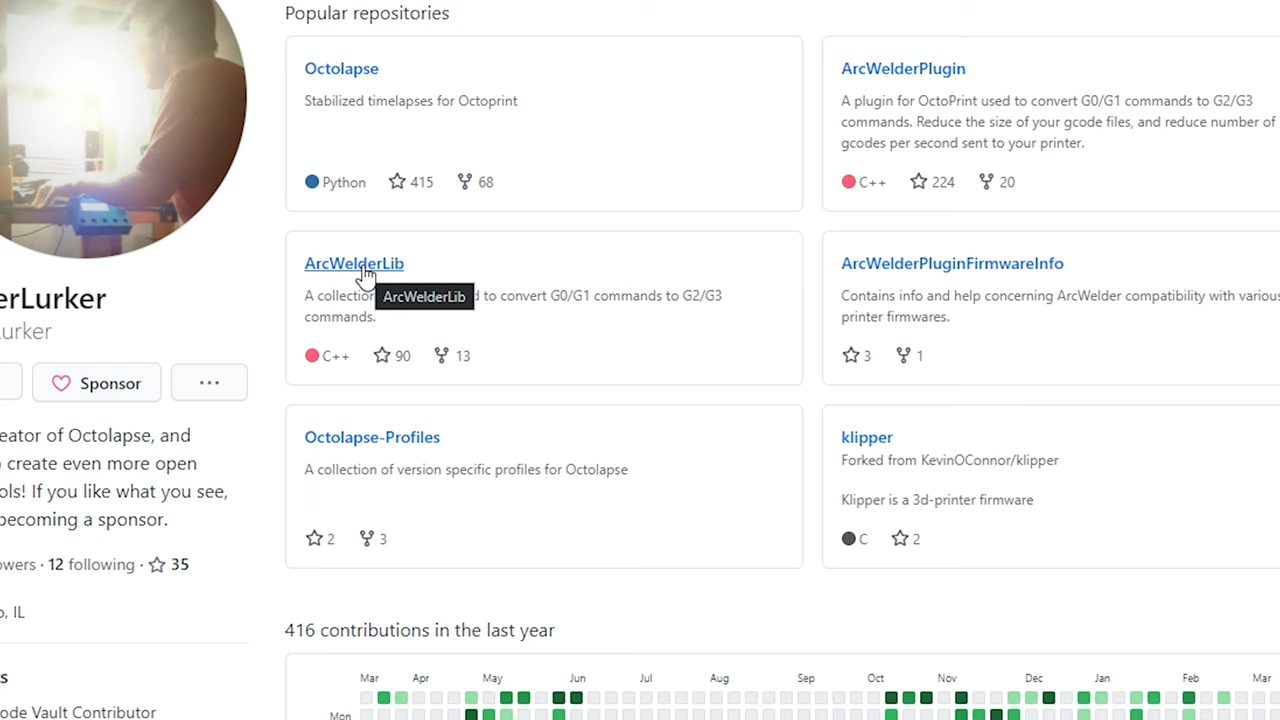 Popular repositories
Octolapse
Stabilized timelapses for Octoprint
Python 415 68
ArcWelderPlugin
A plugin for OctoPrint used to convert G0/G1 commands to G2/G3
commands. Reduce the size of your gcode files, and reduce number of
gcodes per second sent to your printer.
C++ 224 20
ArcWelderLib
A collection d to convert G0/G1 commands to G2/G3
ArcWelderLib
commands.
C++ 90 13
ArcWelderPluginFirmwareInfo
Contains info and help concerning ArcWelder compatibility with various
printer firmwares.
3 1
Octolapse-Profiles
A collection of version specific profiles for Octolapse
2 3
klipper
Forked from KevinOConnor/klipper
Klipper is a 3d-printer firmware
C 2
erLurker
urker
Sponsor
...
eator of Octolapse, and
create even more open
ols! If you like what you see,
becoming a sponsor.
owers · 12 following · 35
o, IL
s
ode Vault Contributor
416 contributions in the last year
Mar Apr May Jun Jul Aug Sep Oct Nov Dec Jan Feb Mar
Mon